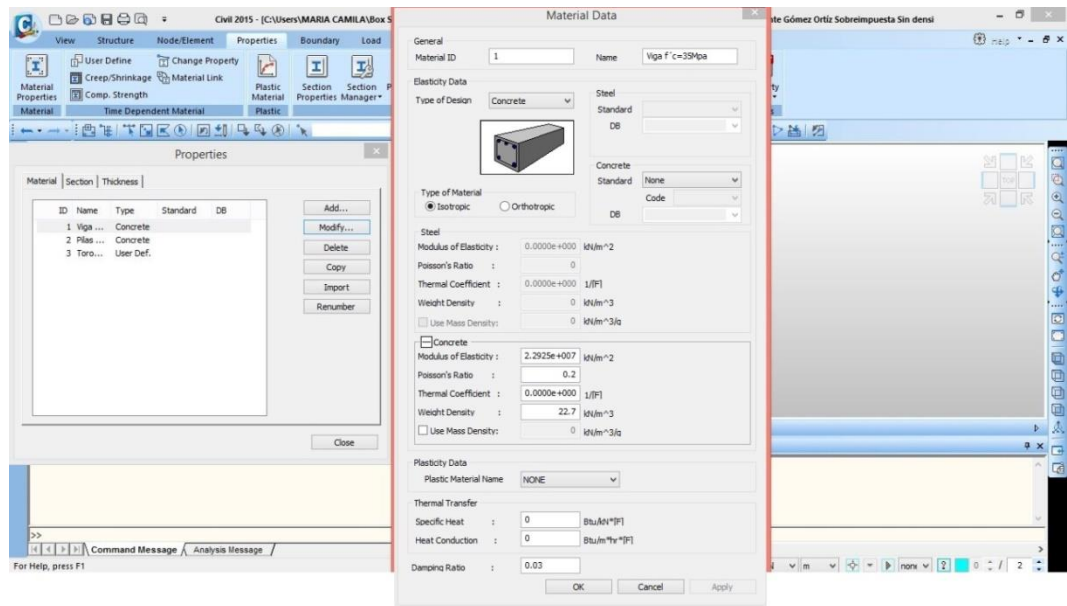 Civil 2015 - [C:\Users\MARIA CAMILA\Box S
Material Data
te Gómez Ortíz Sobreimpuesta Sin densi
View Structure Node/Element Properties Boundary Load
Help
Material Properties
User Define
Creep/Shrinkage
Comp. Strength
Change Property
Material Link
Plastic Material
Section Properties
Section Manager
P
ty
Material
Time Dependent Material
Plastic
s
Properties
Material Section Thickness
ID Name Type Standard DB
1 Viga ... Concrete
2 Pilas ... Concrete
3 Toro... User Def.
Add...
Modify...
Delete
Copy
Import
Renumber
Close
General
Material ID 1 Name Viga f´c=35Mpa
Elasticity Data
Type of Design Concrete
Steel
Standard
DB
Concrete
Standard None
Code
DB
Type of Material
Isotropic Orthotropic
Steel
Modulus of Elasticity : 0.0000e+000 kN/m^2
Poisson's Ratio : 0
Thermal Coefficient : 0.0000e+000 1/[F]
Weight Density : 0 kN/m^3
Use Mass Density: 0 kN/m^3/g
Concrete
Modulus of Elasticity : 2.2925e+007 kN/m^2
Poisson's Ratio : 0.2
Thermal Coefficient : 0.0000e+000 1/[F]
Weight Density : 22.7 kN/m^3
Use Mass Density: 0 kN/m^3/g
Plasticity Data
Plastic Material Name NONE
Thermal Transfer
Specific Heat : 0 Btu/kN*[F]
Heat Conduction : 0 Btu/m*hr*[F]
Damping Ratio : 0.03
OK Cancel Apply
TOP
>>
Command Message Analysis Message
For Help, press F1
m non ? 0 / 2